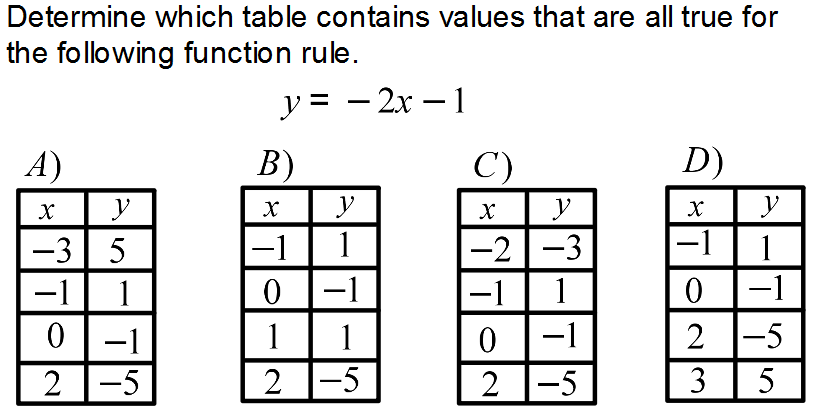 Determine which table contains values that are all true for
the following function rule.
y = − 2x − 1
A) B) C) D)
x y x y x y x y
−3 5 −1 1 −2 −3 −1 1
−1 1 0 −1 −1 1 0 −1
0 −1 1 1 0 −1 2 −5
2 −5 2 −5 2 −5 3 5